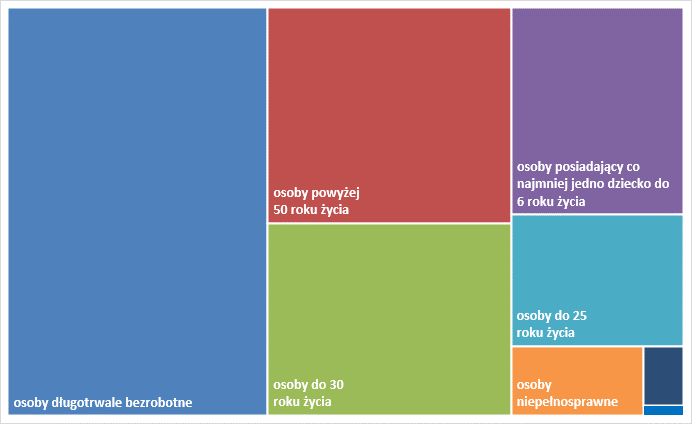 osoby długotrwale bezrobotne
osoby powyżej
50 roku życia
osoby do 30
roku życia
osoby posiadający co
najmniej jedno dziecko do
6 roku życia
osoby do 25
roku życia
osoby
niepełnosprawne